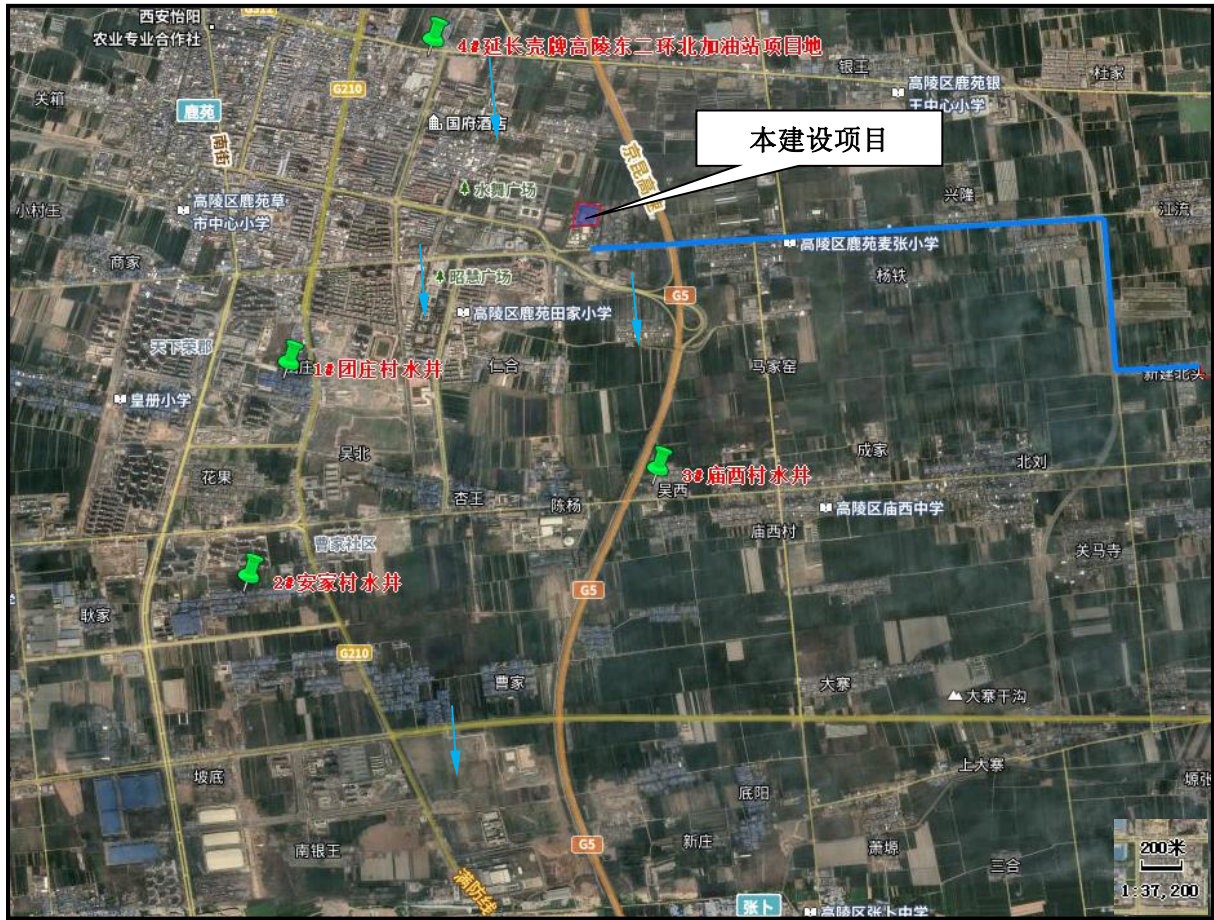 西安怡阳
农业专业合作社
4#延长壳牌高陵东二环北加油站项目地
银王
杜家
高陵区鹿苑银
王中心小学
关箱
G210
鹿苑
国府酒店
南街
本建设项目
京昆高速
水舞广场
兴隆
高陵区鹿苑草
市中心小学
小村王
江流
高陵区鹿苑麦张小学
商家
昭慧广场
杨铁
G5
高陵区鹿苑田家小学
天下荣郡
1#团庄村水井
仁合
马家窑
新建北头
皇册小学
吴北
成家
花果
3#庙西村水井
北刘
吴西
杏王
陈杨
高陵区庙西中学
庙西村
曹家社区
关马寺
2#安家村水井
G5
耿家
G210
曹家
大寨
大寨干沟
坡底
上大寨
塬张
底阳
G5
新庄
南银王
萧塬
200米
三合
满防线
1:37,200
张卜
高陵区张卜中学